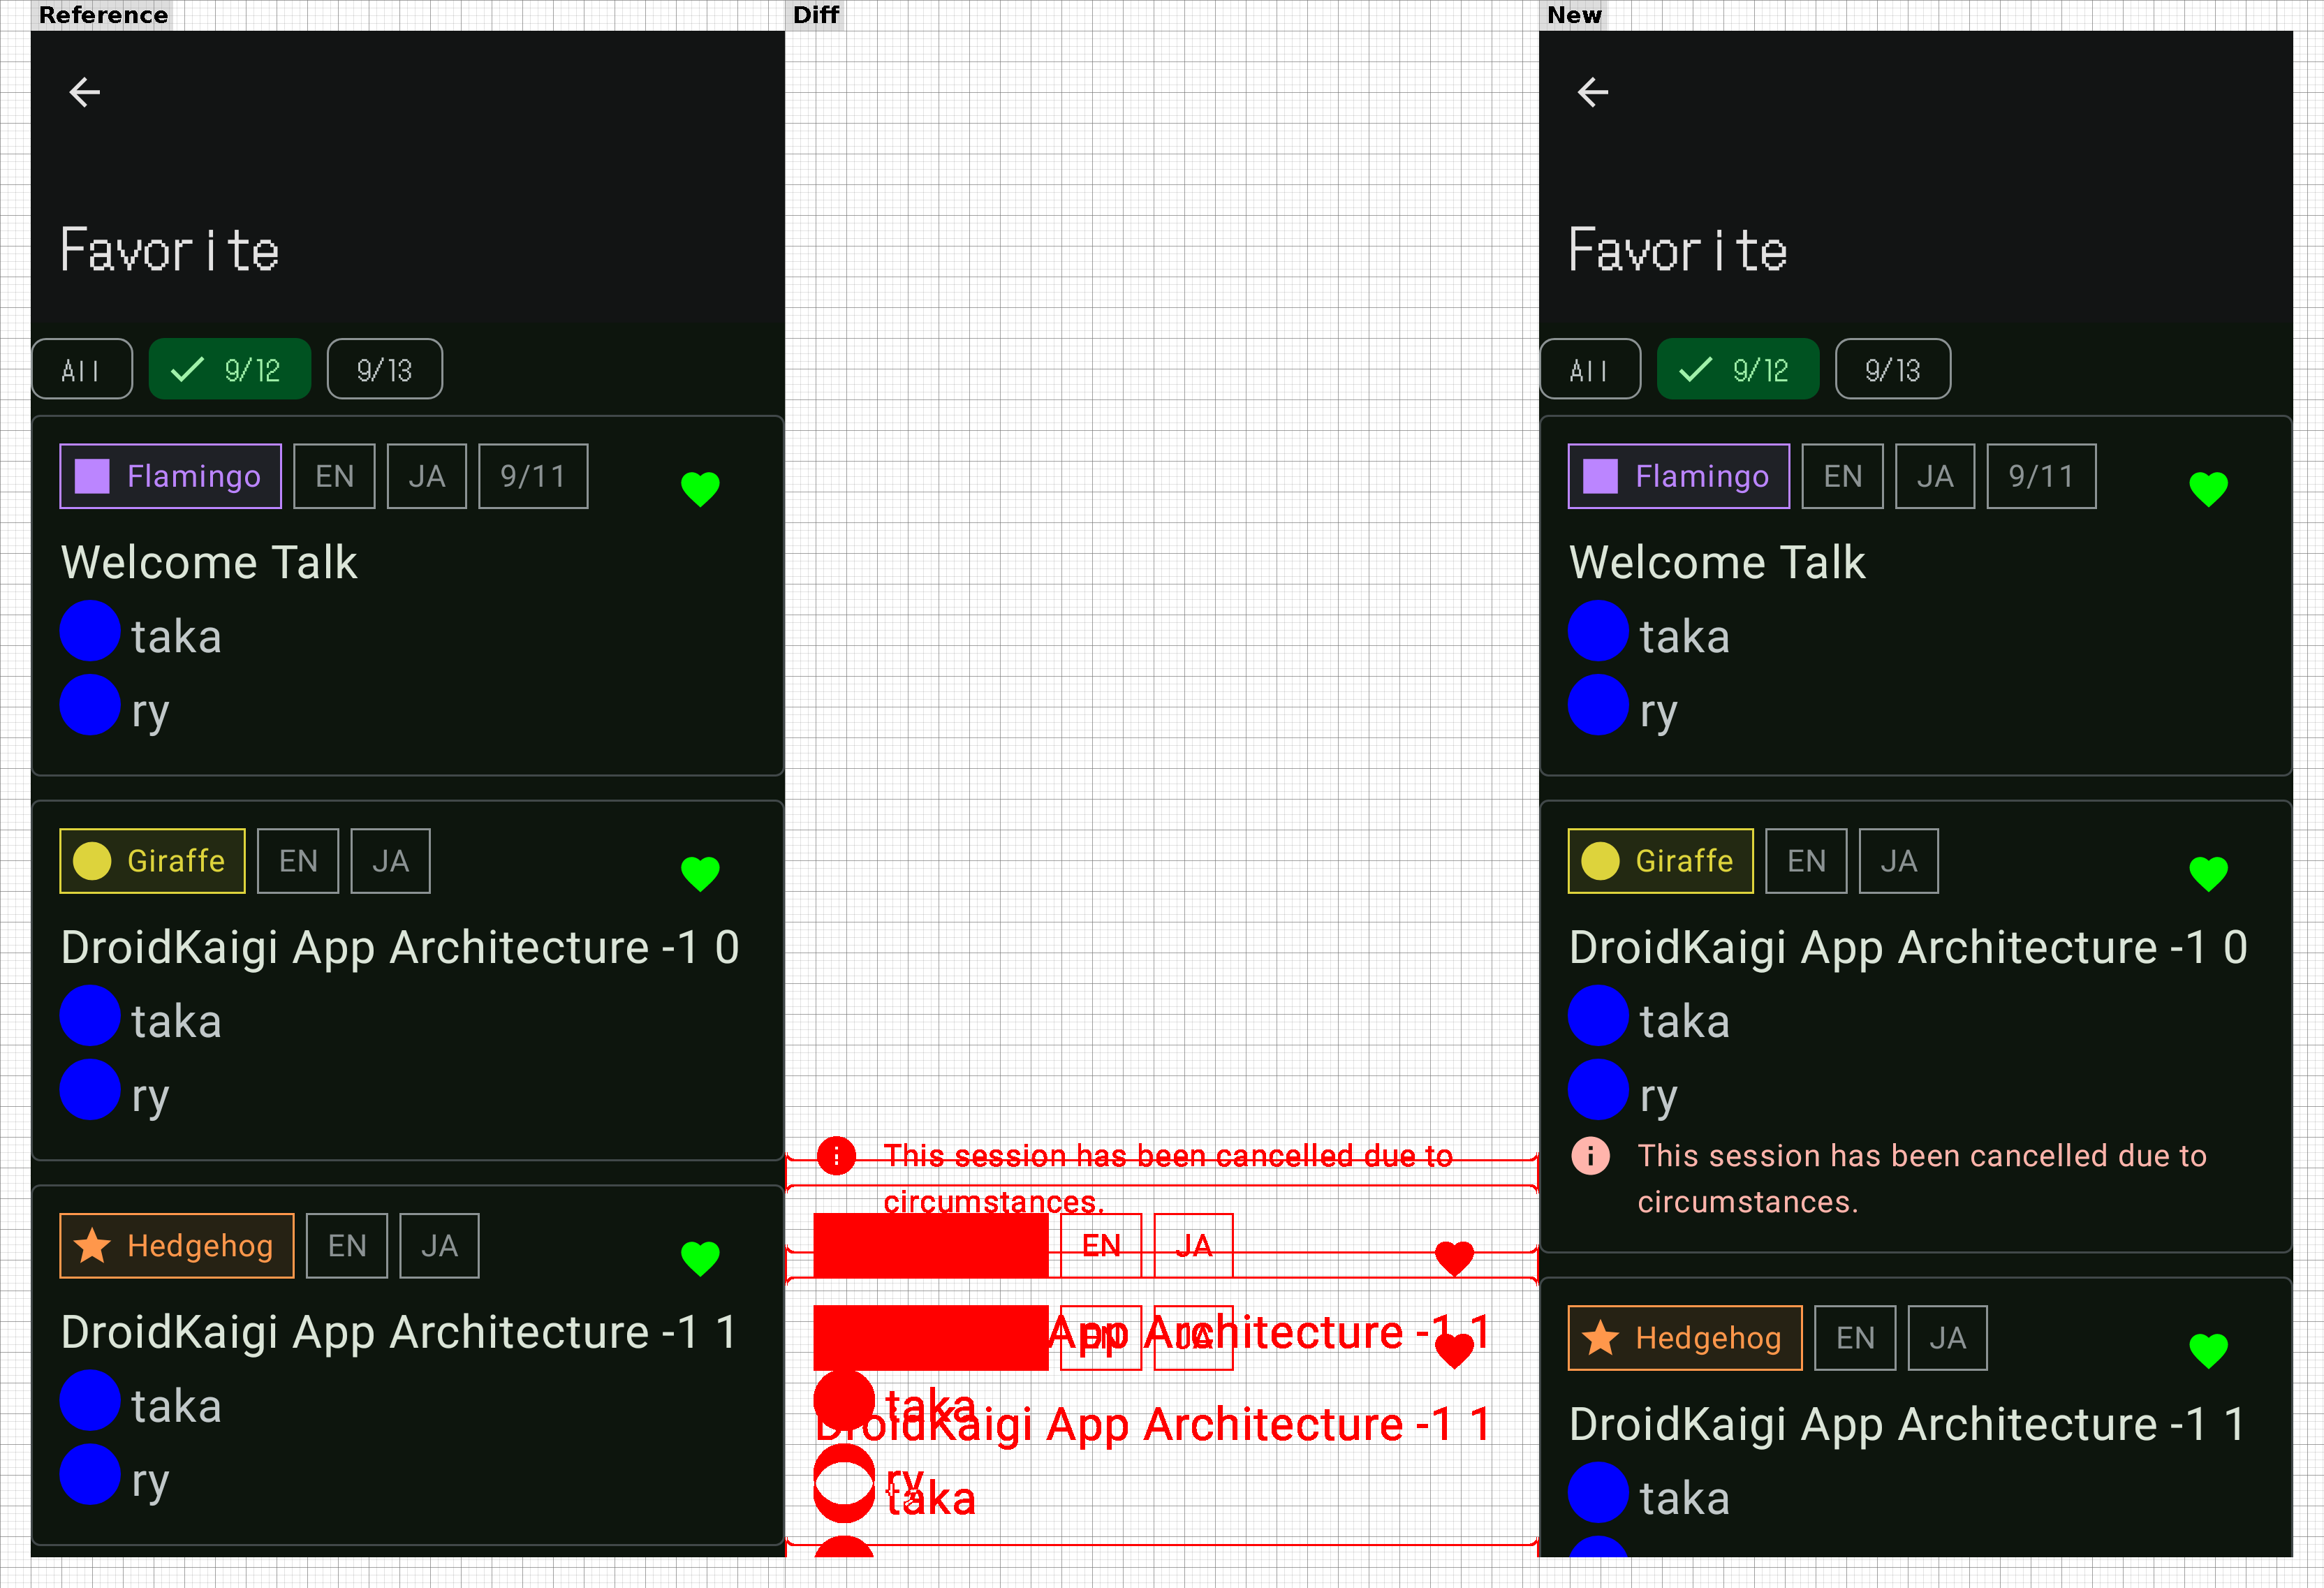 Reference
Favorite
All
9/12
9/13
Flamingo
EN
JA
9/11
Welcome Talk
taka
ry
Giraffe
EN
JA
DroidKaigi App Architecture -1 0
taka
ry
Hedgehog
EN
JA
DroidKaigi App Architecture -1 1
taka
ry
Diff
This session has been cancelled due to
circumstances.
EN
JA
EN
JA
App Architecture -1 1
taka
DroidKaigi App Architecture -1 1
ry
taka
New
Favorite
All
9/12
9/13
Flamingo
EN
JA
9/11
Welcome Talk
taka
ry
Giraffe
EN
JA
DroidKaigi App Architecture -1 0
taka
ry
This session has been cancelled due to
circumstances.
Hedgehog
EN
JA
DroidKaigi App Architecture -1 1
taka